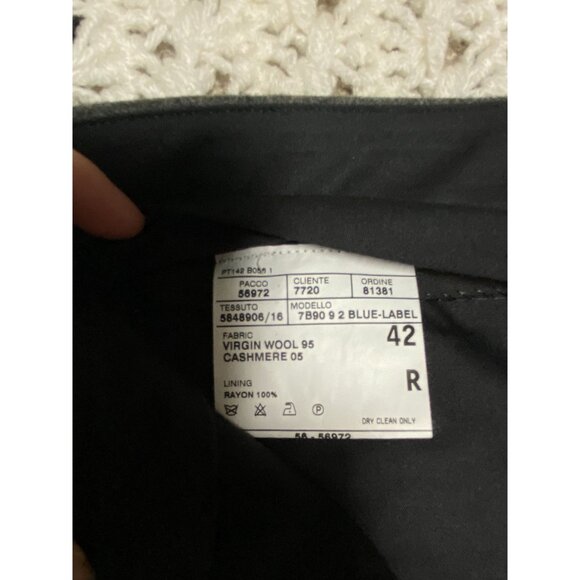 PT142 B056 1
PACCO CLIENTE ORDINE
56972 7720 81381
TESSUTO MODELLO
5848906/16 7B90 9 2 BLUE-LABEL
FABRIC 42
VIRGIN WOOL 95
CASHMERE 05
LINING R
RAYON 100%
P
DRY CLEAN ONLY
56-56972